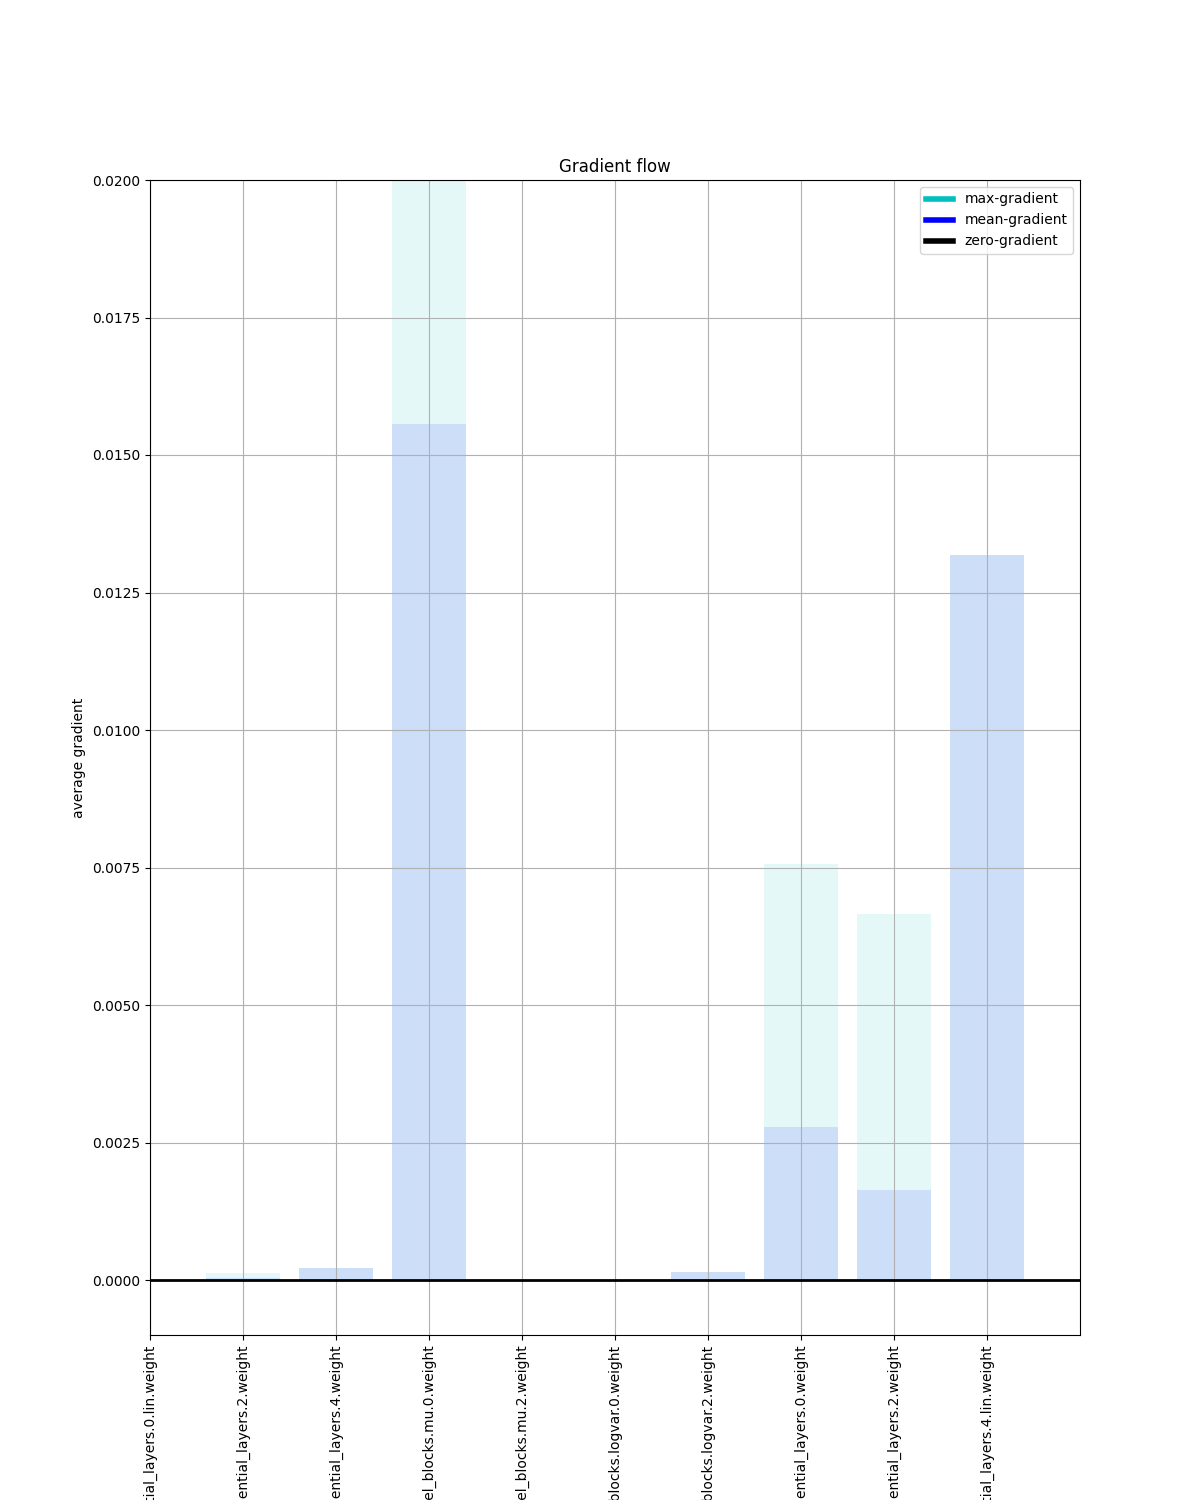 Gradient flow
max-gradient
mean-gradient
zero-gradient
average gradient
0.0200
0.0175
0.0150
0.0125
0.0100
0.0075
0.0050
0.0025
0.0000
tial_layers.0.lin.weight
ential_layers.2.weight
ential_layers.4.weight
el_blocks.mu.0.weight
el_blocks.mu.2.weight
blocks.logvar.0.weight
blocks.logvar.2.weight
ential_layers.0.weight
ential_layers.2.weight
tial_layers.4.lin.weight